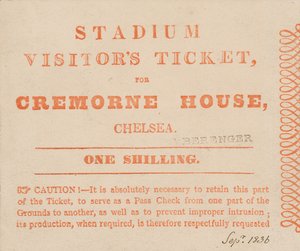 STADIUM
VISITOR'S TICKET,
FOR
CREMORNE HOUSE,
CHELSEA.
BERENGER
ONE SHILLING.
☞ CAUTION!—It is absolutely necessary to retain this part
of the Ticket, to serve as a Pass Check from one part of the
Grounds to another, as well as to prevent improper intrusion;
its production, when required, is therefore respectfully requested
Sepr. 1836